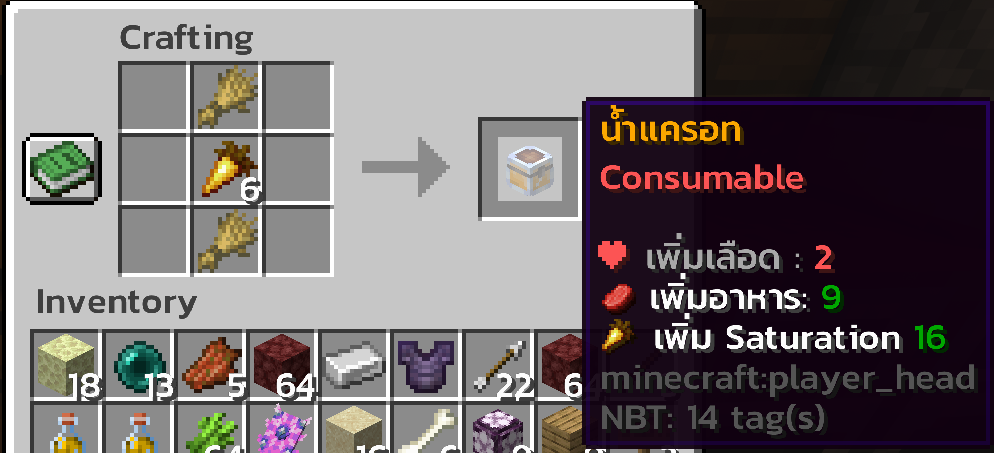 Crafting
6
น้ำแครอท
Consumable
เพิ่มเลือด : 2
เพิ่มอาหาร: 9
เพิ่ม Saturation 16
minecraft:player_head
NBT: 14 tag(s)
Inventory
18 13 5 64 22 6